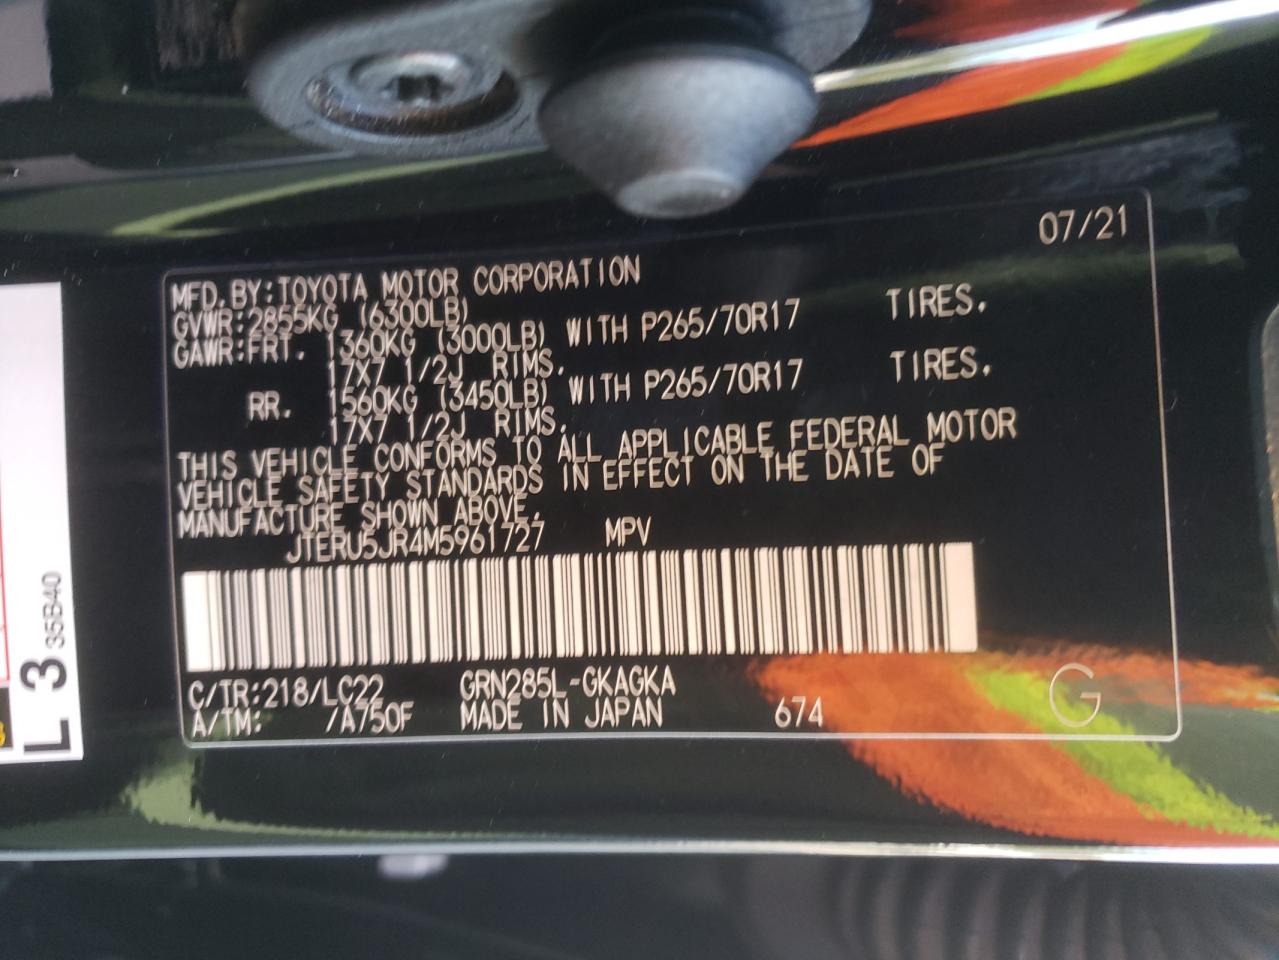 07/21
MFD.BY:TOYOTA MOTOR CORPORATION
GVWR:2855KG (6300LB)
GAWR:FRT. 1360KG (3000LB) WITH P265/70R17 TIRES.
17X7 1/2J RIMS.
RR. 1560KG (3450LB) WITH P265/70R17 TIRES.
17X7 1/2J RIMS.
THIS VEHICLE CONFORMS TO ALL APPLICABLE FEDERAL MOTOR
VEHICLE SAFETY STANDARDS IN EFFECT ON THE DATE OF
MANUFACTURE SHOWN ABOVE.
JTERU5JR4M5961727 MPV
C/TR:218/LC22 GRN285L-GKAGKA
A/TM: /A750F MADE IN JAPAN 674
G
L 3 35B40